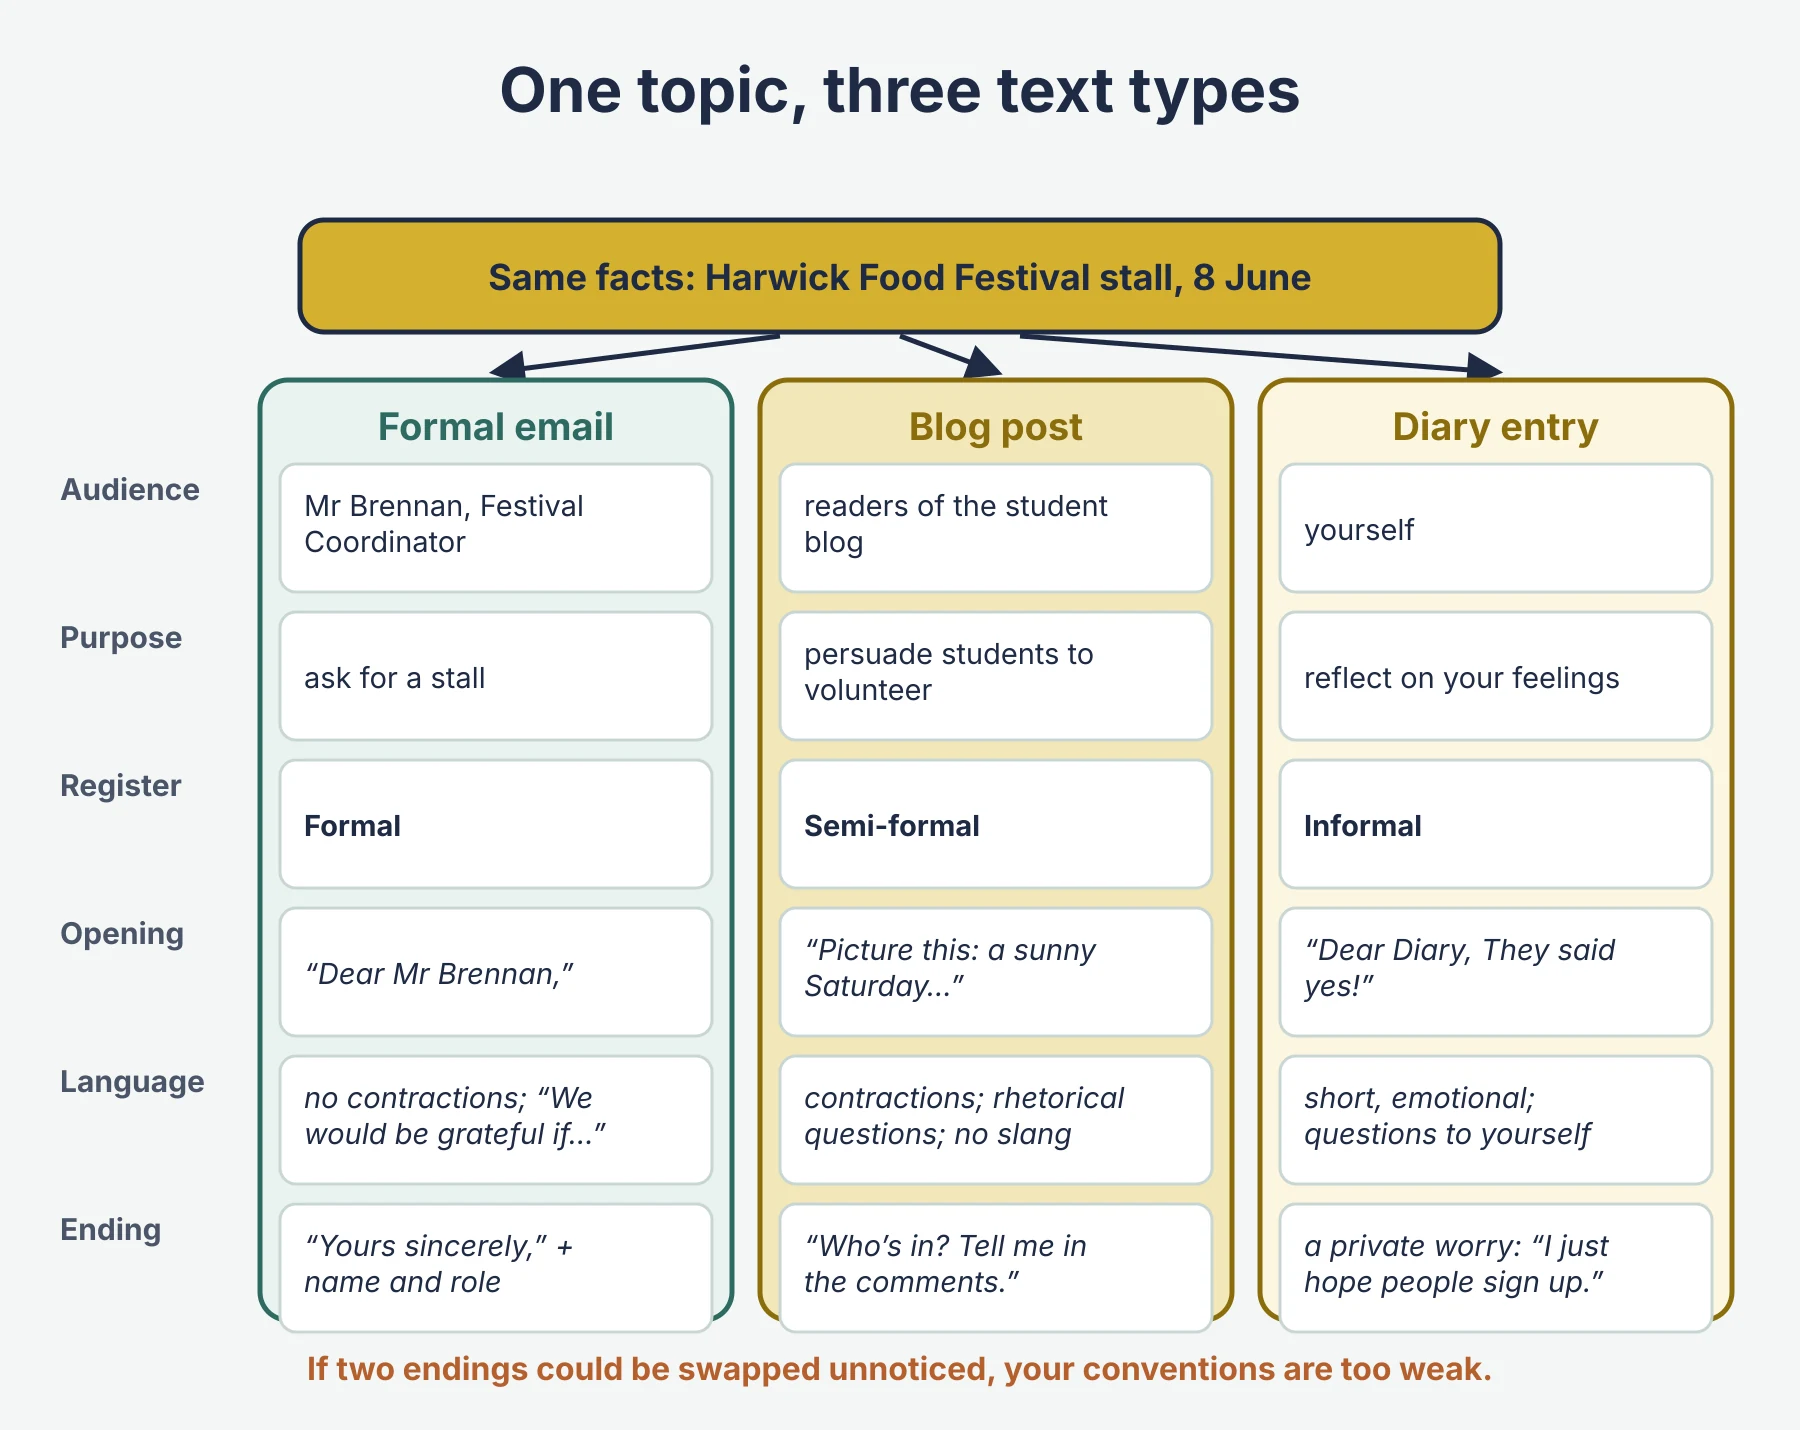 One topic, three text types
Same facts: Harwick Food Festival stall, 8 June
Formal email
Blog post
Diary entry
Audience
Mr Brennan, Festival
Coordinator
readers of the student
blog
yourself
Purpose
ask for a stall
persuade students to
volunteer
reflect on your feelings
Register
Formal
Semi-formal
Informal
Opening
“Dear Mr Brennan,”
“Picture this: a sunny
Saturday...”
“Dear Diary, They said
yes!”
Language
no contractions; “We
would be grateful if...”
contractions; rhetorical
questions; no slang
short, emotional;
questions to yourself
Ending
“Yours sincerely,” +
name and role
“Who’s in? Tell me in
the comments.”
a private worry: “I just
hope people sign up.”
If two endings could be swapped unnoticed, your conventions are too weak.